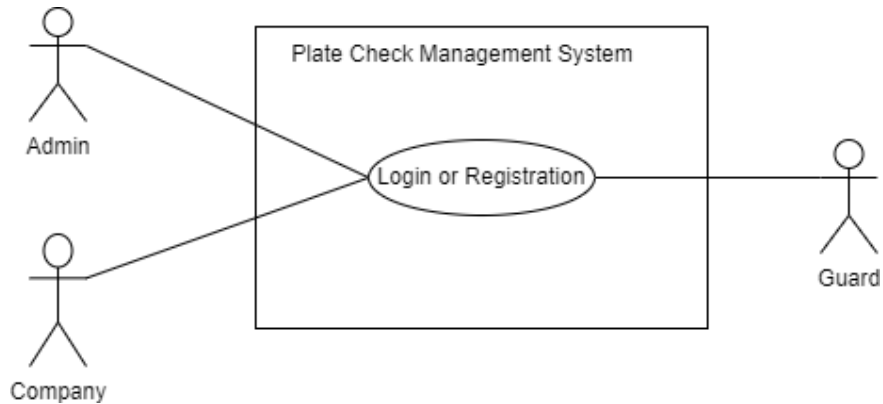 Plate Check Management System
Admin
Login or Registration
Guard
Company